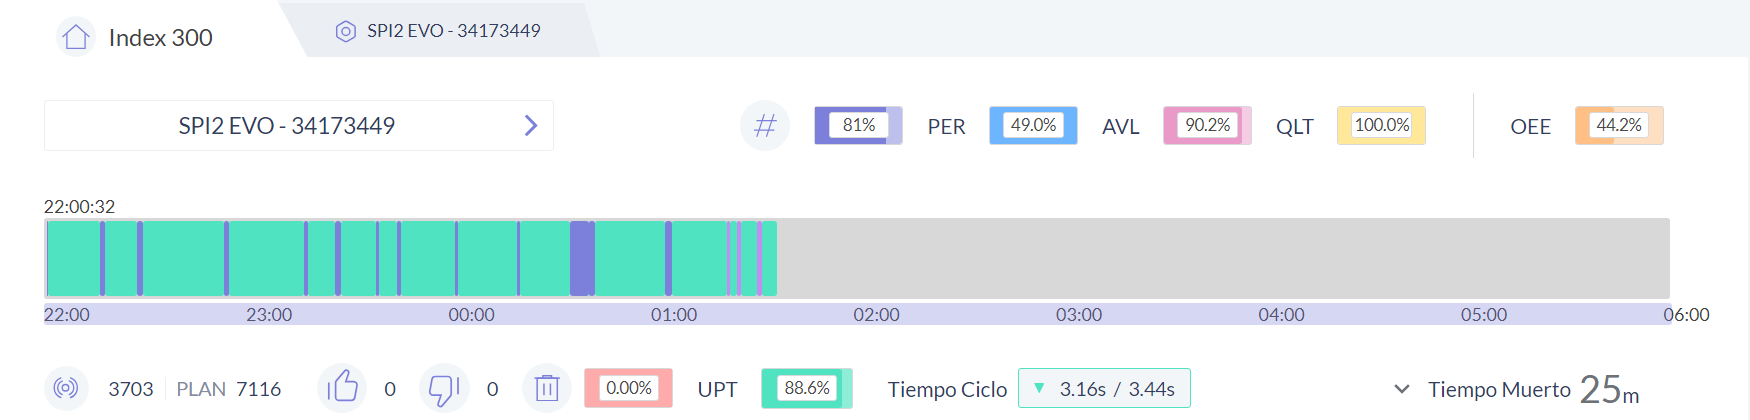 Index 300
SPI2 EVO - 34173449
SPI2 EVO - 34173449
# 81% PER 49.0% AVL 90.2% QLT 100.0% OEE 44.2%
22:00:32
22:00 23:00 00:00 01:00 02:00 03:00 04:00 05:00 06:00
3703 PLAN 7116 0 0 0.00% UPT 88.6% Tiempo Ciclo ▼ 3.16s / 3.44s Tiempo Muerto 25m